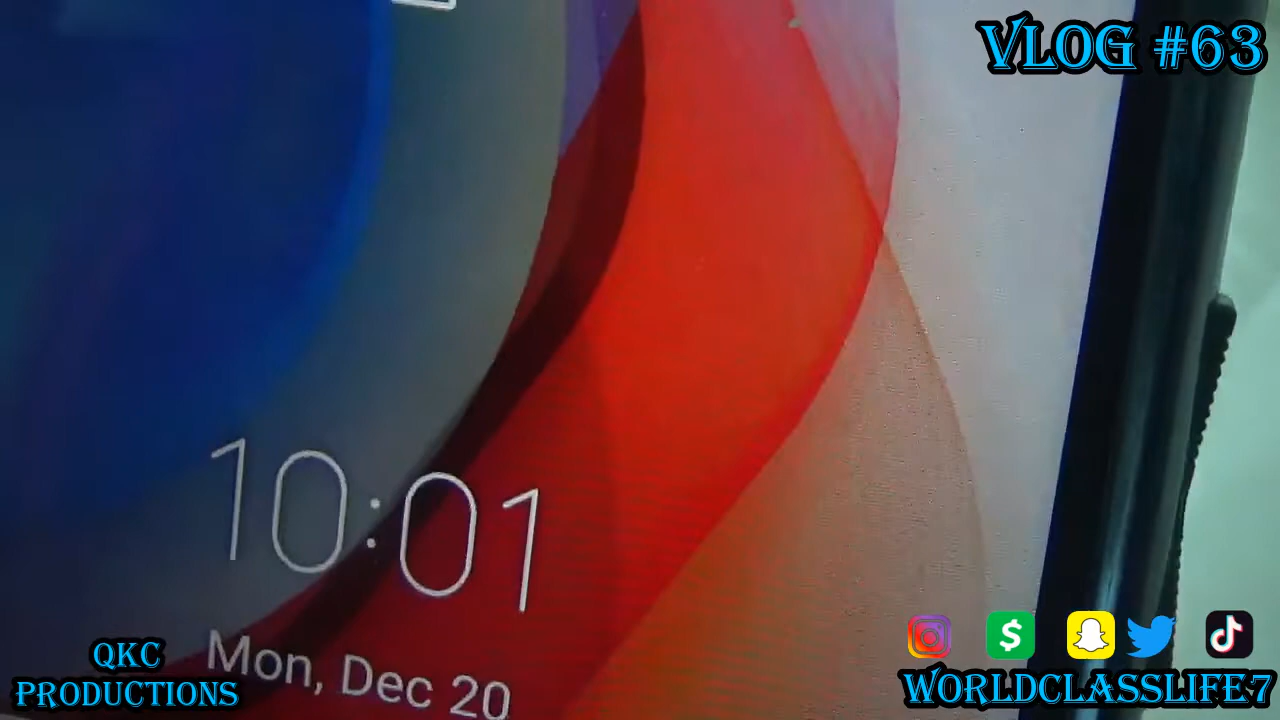 VLOG #63
10:01
Mon, Dec 20
QKC
PRODUCTIONS
WORLDCLASSLIFE7